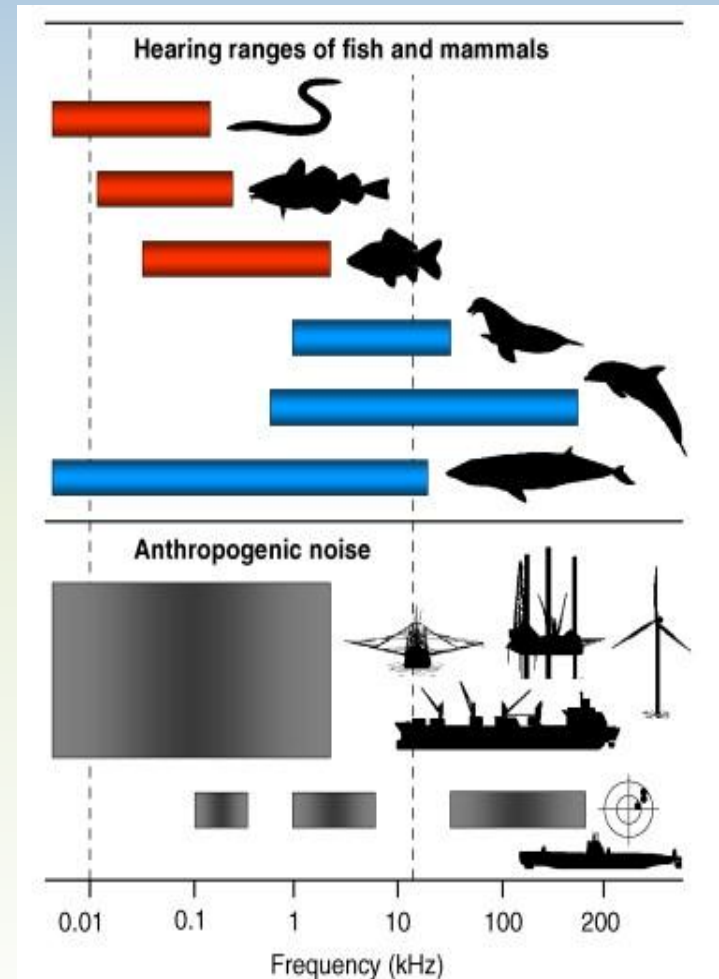 Hearing ranges of fish and mammals
Anthropogenic noise
0.01 0.1 1 10 100 200
Frequency (kHz)